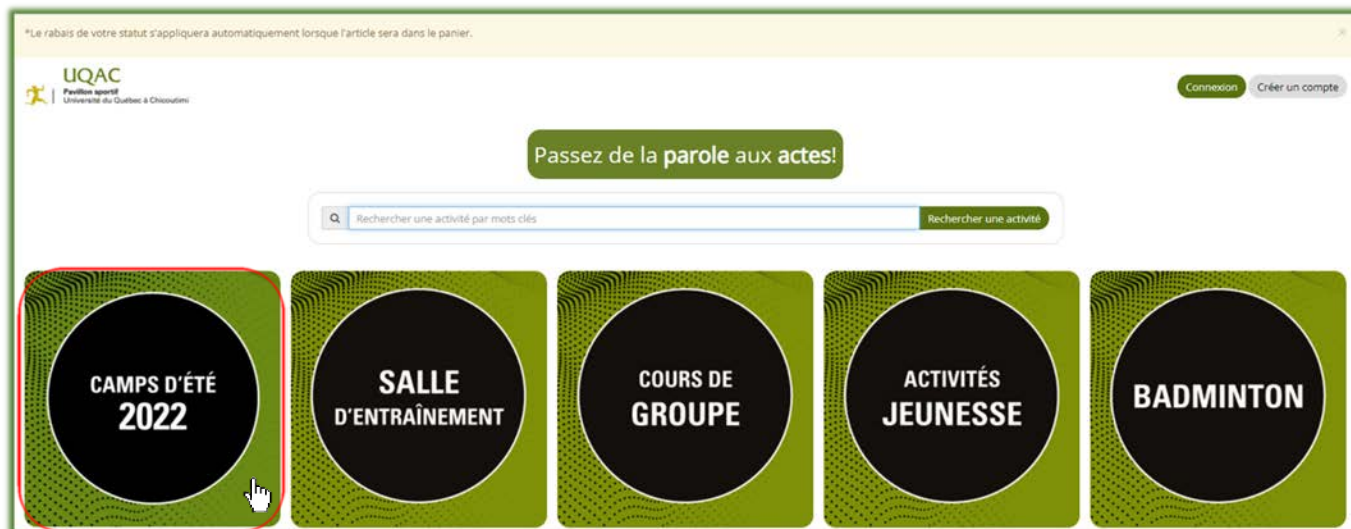 *Le rabais de votre statut s'appliquera automatiquement lorsque l'article sera dans le panier.
×
UQAC
Pavillon sportif
Université du Québec à Chicoutimi
Connexion
Créer un compte
Passez de la parole aux actes!
Rechercher une activité par mots clés
Rechercher une activité
CAMPS D'ÉTÉ
2022
SALLE
D'ENTRAÎNEMENT
COURS DE
GROUPE
ACTIVITÉS
JEUNESSE
BADMINTON